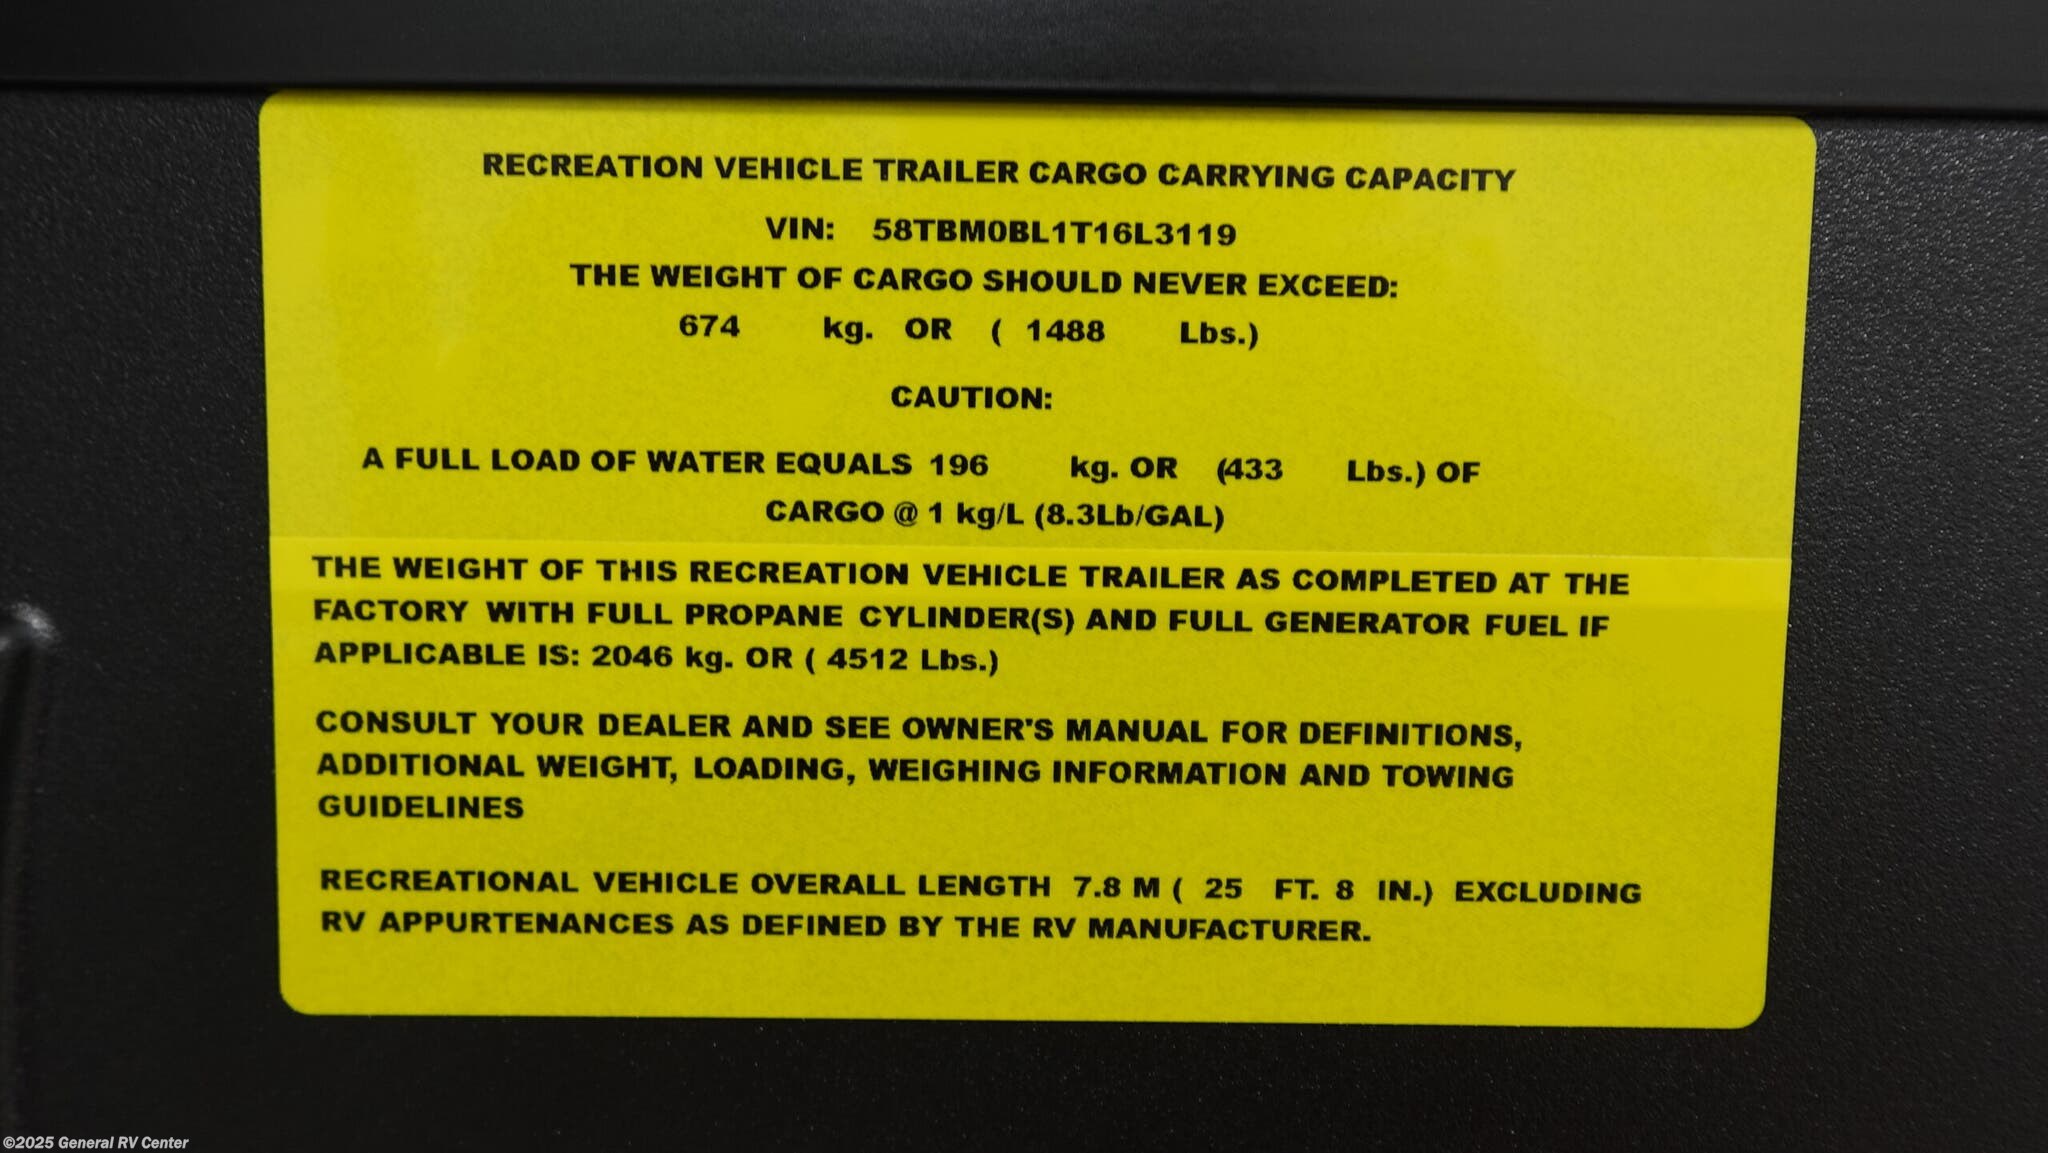 RECREATION VEHICLE TRAILER CARGO CARRYING CAPACITY
VIN: 58TBM0BL1T16L3119
THE WEIGHT OF CARGO SHOULD NEVER EXCEED:
674 kg. OR ( 1488 Lbs.)
CAUTION:
A FULL LOAD OF WATER EQUALS 196 kg. OR (433 Lbs.) OF
CARGO @ 1 kg/L (8.3Lb/GAL)
THE WEIGHT OF THIS RECREATION VEHICLE TRAILER AS COMPLETED AT THE
FACTORY WITH FULL PROPANE CYLINDER(S) AND FULL GENERATOR FUEL IF
APPLICABLE IS: 2046 kg. OR ( 4512 Lbs.)
CONSULT YOUR DEALER AND SEE OWNER'S MANUAL FOR DEFINITIONS,
ADDITIONAL WEIGHT, LOADING, WEIGHING INFORMATION AND TOWING
GUIDELINES
RECREATIONAL VEHICLE OVERALL LENGTH 7.8 M ( 25 FT. 8 IN.) EXCLUDING
RV APPURTENANCES AS DEFINED BY THE RV MANUFACTURER.
©2025 General RV Center